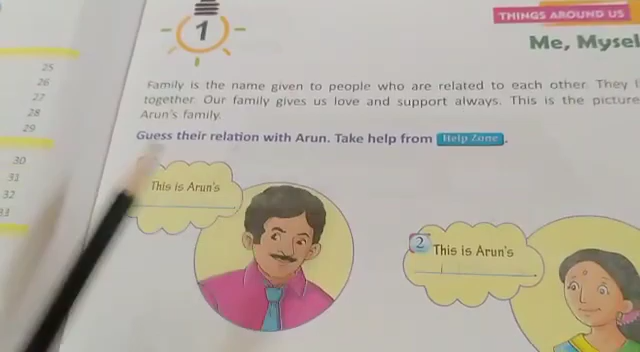 1
THINGS AROUND US
Me,
25
26
27
28
29
30
31
32
33
Family is the name given to people who are related to each other. They
together. Our family gives us love and support always. This is the picture
Arun's family.
Guess their relation with Arun. Take help from Help Zone.
This is Arun's
2 This is Arun's